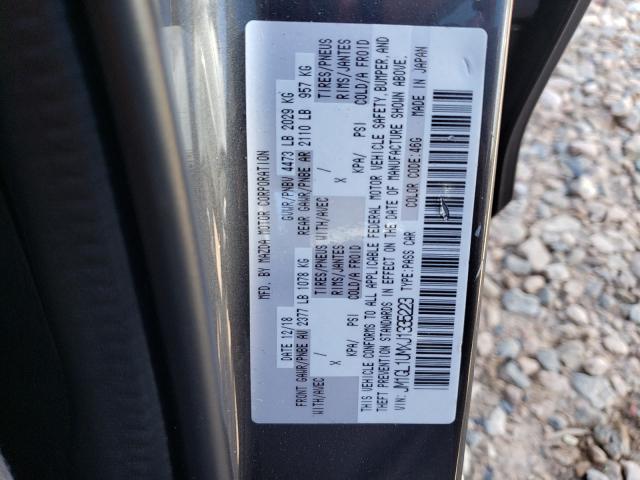 MFD. BY MAZDA MOTOR CORPORATION
DATE 12/18 GVWR/PNBV 4473 LB 2029 KG
FRONT GAWR/PNBE AV 2377 LB 1078 KG REAR GAWR/PNBE AR 2110 LB 957 KG
WITH/AVEC TIRES/PNEUS WITH/AVEC TIRES/PNEUS
/ RIMS/JANTES / RIMS/JANTES
X COLD/A FROID X COLD/A FROID
KPA/ PSI KPA/ PSI
THIS VEHICLE CONFORMS TO ALL APPLICABLE FEDERAL MOTOR VEHICLE SAFETY, BUMPER, AND
THEFT PREVENTION STANDARDS IN EFFECT ON THE DATE OF MANUFACTURE SHOWN ABOVE.
VIN: JM1GL1UMXJ1335223 TYPE:PASS CAR COLOR CODE:46G MADE IN JAPAN